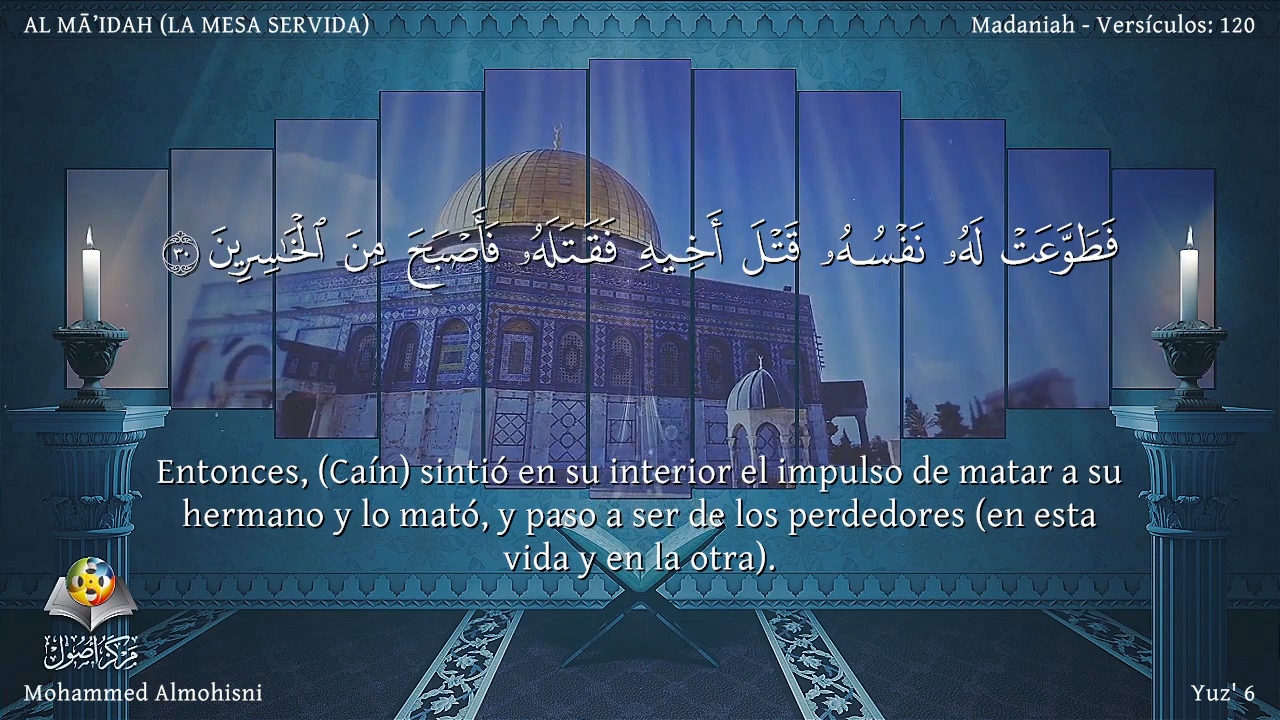 AL MĀ’IDAH (LA MESA SERVIDA)
Madaniah - Versículos: 120
فَطَوَّعَتْ لَهُۥ نَفْسُهُۥ قَتْلَ أَخِيهِ فَقَتَلَهُۥ فَأَصْبَحَ مِنَ ٱلْخَٰسِرِينَ ٣٠
Entonces, (Caín) sintió en su interior el impulso de matar a su
hermano y lo mató, y paso a ser de los perdedores (en esta
vida y en la otra).
مركز أصول
Mohammed Almohisni
Yuz' 6